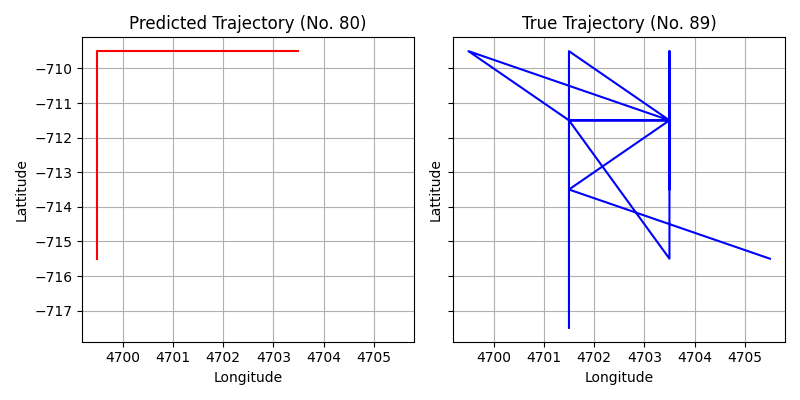 Predicted Trajectory (No. 80)
True Trajectory (No. 89)
−710
−711
−712
−713
−714
−715
−716
−717
Lattitude
Lattitude
4700 4701 4702 4703 4704 4705
4700 4701 4702 4703 4704 4705
Longitude
Longitude